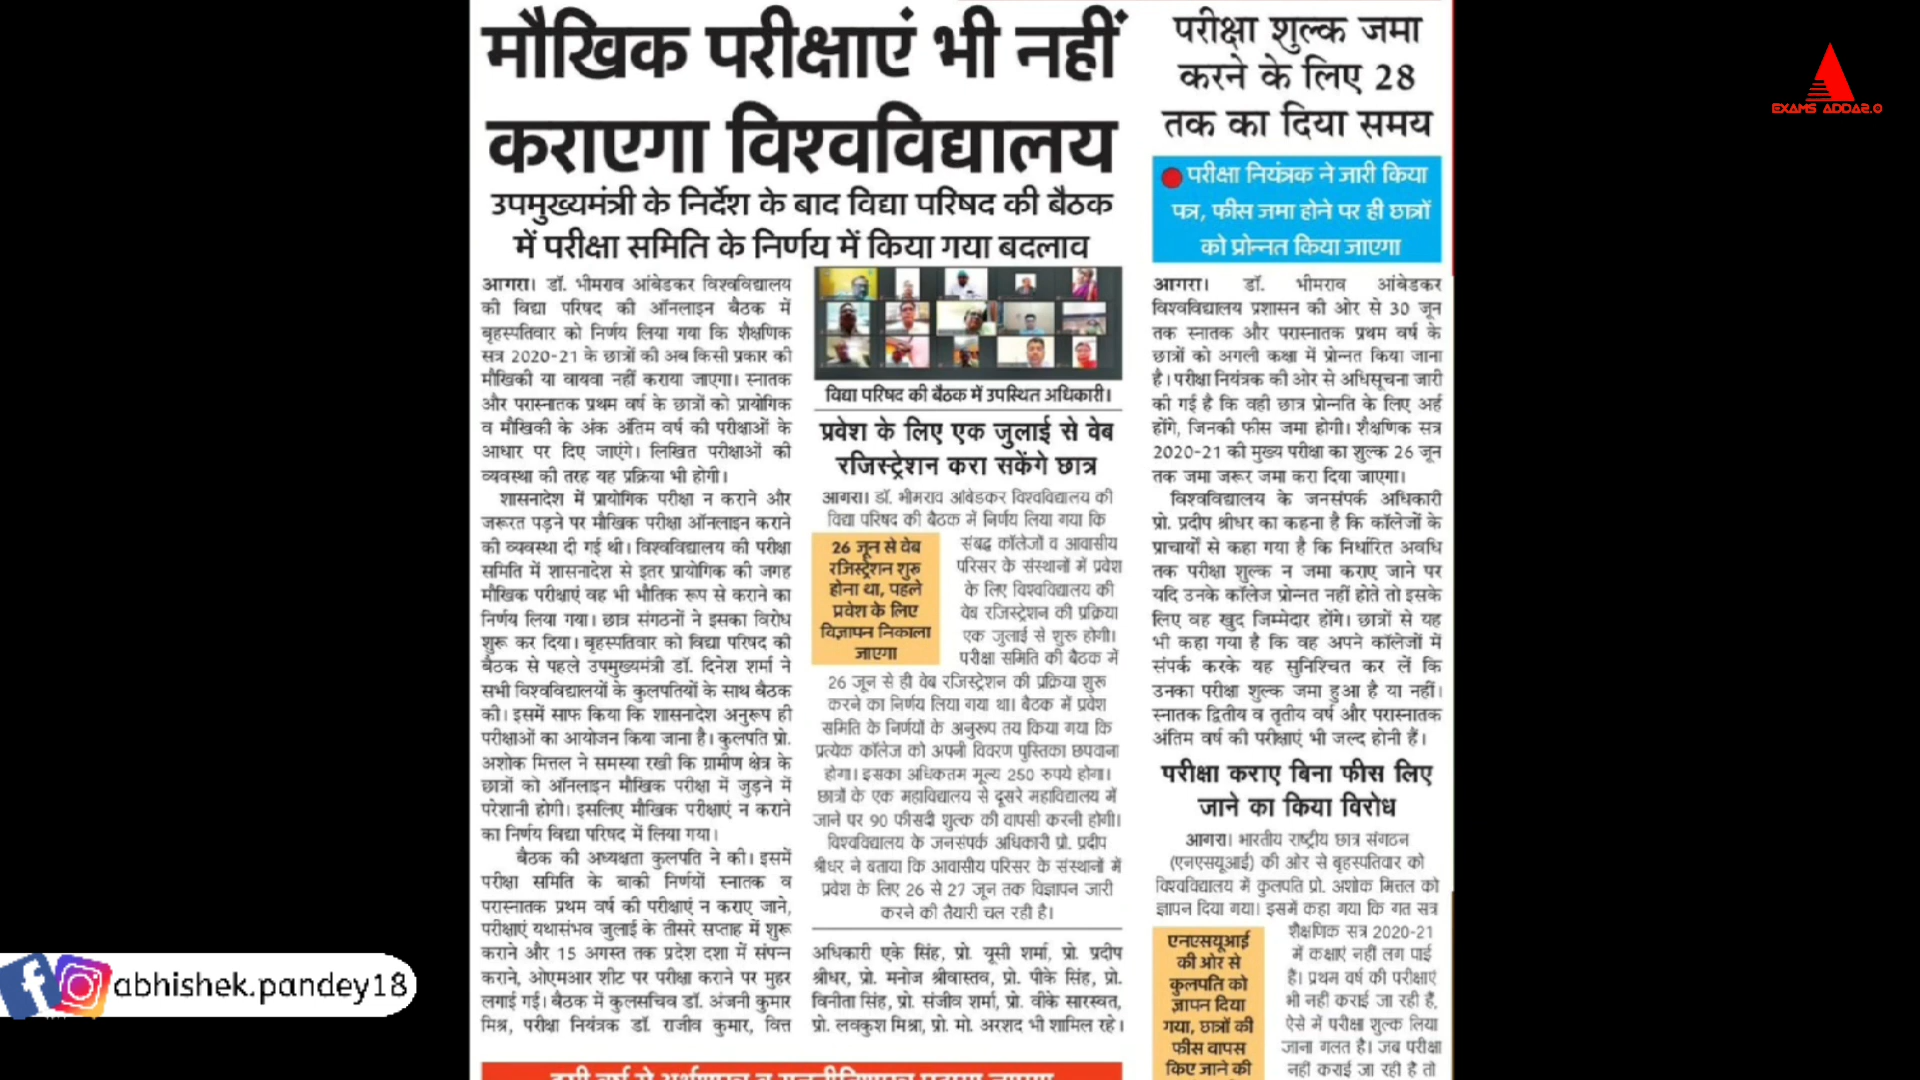 मौखिक परीक्षाएं भी नहीं
कराएगा विश्वविद्यालय
उपमुख्यमंत्री के निर्देश के बाद विद्या परिषद की बैठक
में परीक्षा समिति के निर्णय में किया गया बदलाव
आगरा। डॉ. भीमराव आंबेडकर विश्वविद्यालय
की विद्या परिषद की ऑनलाइन बैठक में
बृहस्पतिवार को निर्णय लिया गया कि शैक्षणिक
सत्र 2020-21 के छात्रों की अब किसी प्रकार की
मौखिकी या वायवा नहीं कराया जाएगा। स्नातक
और परास्नातक प्रथम वर्ष के छात्रों को प्रायोगिक
व मौखिकी के अंक अंतिम वर्ष की परीक्षाओं के
आधार पर दिए जाएंगे। लिखित परीक्षाओं की
व्यवस्था की तरह यह प्रक्रिया भी होगी।
शासनादेश में प्रायोगिक परीक्षा न कराने और
जरूरत पड़ने पर मौखिक परीक्षा ऑनलाइन कराने
की व्यवस्था दी गई थी। विश्वविद्यालय की परीक्षा
समिति में शासनादेश से इतर प्रायोगिक की जगह
मौखिक परीक्षाएं वह भी भौतिक रूप से कराने का
निर्णय लिया गया। छात्र संगठनों ने इसका विरोध
शुरू कर दिया। बृहस्पतिवार को विद्या परिषद की
बैठक से पहले उपमुख्यमंत्री डॉ. दिनेश शर्मा ने
सभी विश्वविद्यालयों के कुलपतियों के साथ बैठक
की। इसमें साफ किया कि शासनादेश अनुरूप ही
परीक्षाओं का आयोजन किया जाना है। कुलपति प्रो.
अशोक मित्तल ने समस्या रखी कि ग्रामीण क्षेत्र के
छात्रों को ऑनलाइन मौखिक परीक्षा में जुड़ने में
परेशानी होगी। इसलिए मौखिक परीक्षाएं न कराने
का निर्णय विद्या परिषद में लिया गया।
बैठक की अध्यक्षता कुलपति ने की। इसमें
परीक्षा समिति के बाकी निर्णयों स्नातक व
परास्नातक प्रथम वर्ष की परीक्षाएं न कराए जाने,
परीक्षाएं यथासंभव जुलाई के तीसरे सप्ताह में शुरू
कराने और 15 अगस्त तक प्रदेश दशा में संपन्न
कराने, ओएमआर शीट पर परीक्षा कराने पर मुहर
लगाई गई। बैठक में कुलसचिव डॉ. अंजनी कुमार
मिश्र, परीक्षा नियंत्रक डॉ. राजीव कुमार, वित्त
विद्या परिषद की बैठक में उपस्थित अधिकारी।
प्रवेश के लिए एक जुलाई से वेब
रजिस्ट्रेशन करा सकेंगे छात्र
आगरा। डॉ. भीमराव आंबेडकर विश्वविद्यालय की
विद्या परिषद की बैठक में निर्णय लिया गया कि
संबद्ध कॉलेजों व आवासीय
परिसर के संस्थानों में प्रवेश
के लिए विश्वविद्यालय की
वेब रजिस्ट्रेशन की प्रक्रिया
एक जुलाई से शुरू होगी।
परीक्षा समिति की बैठक में
26 जून से वेब
रजिस्ट्रेशन शुरू
होना था, पहले
प्रवेश के लिए
विज्ञापन निकाला
जाएगा
26 जून से ही वेब रजिस्ट्रेशन की प्रक्रिया शुरू
करने का निर्णय लिया गया था। बैठक में प्रवेश
समिति के निर्णयों के अनुरूप तय किया गया कि
प्रत्येक कॉलेज को अपनी विवरण पुस्तिका छपवाना
होगा। इसका अधिकतम मूल्य 250 रुपये होगा।
छात्रों के एक महाविद्यालय से दूसरे महाविद्यालय में
जाने पर 90 फीसदी शुल्क की वापसी करनी होगी।
विश्वविद्यालय के जनसंपर्क अधिकारी प्रो. प्रदीप
श्रीधर ने बताया कि आवासीय परिसर के संस्थानों में
प्रवेश के लिए 26 से 27 जून तक विज्ञापन जारी
करने की तैयारी चल रही है।
अधिकारी एके सिंह, प्रो. यूसी शर्मा, प्रो. प्रदीप
श्रीधर, प्रो. मनोज श्रीवास्तव, प्रो. पीके सिंह, प्रो.
विनीता सिंह, प्रो. संजीव शर्मा, प्रो. वीके सारस्वत,
प्रो. लवकुश मिश्रा, प्रो. मो. अरशद भी शामिल रहे।
परीक्षा शुल्क जमा
करने के लिए 28
तक का दिया समय
परीक्षा नियंत्रक ने जारी किया
पत्र, फीस जमा होने पर ही छात्रों
को प्रोन्नत किया जाएगा
आगरा। डॉ. भीमराव आंबेडकर
विश्वविद्यालय प्रशासन की ओर से 30 जून
तक स्नातक और परास्नातक प्रथम वर्ष के
छात्रों को अगली कक्षा में प्रोन्नत किया जाना
है। परीक्षा नियंत्रक की ओर से अधिसूचना जारी
की गई है कि वही छात्र प्रोन्नति के लिए अर्ह
होंगे, जिनकी फीस जमा होगी। शैक्षणिक सत्र
2020-21 की मुख्य परीक्षा का शुल्क 26 जून
तक जमा जरूर जमा करा दिया जाएगा।
विश्वविद्यालय के जनसंपर्क अधिकारी
प्रो. प्रदीप श्रीधर का कहना है कि कॉलेजों के
प्राचार्यों से कहा गया है कि निर्धारित अवधि
तक परीक्षा शुल्क न जमा कराए जाने पर
यदि उनके कॉलेज प्रोन्नत नहीं होते तो इसके
लिए वह खुद जिम्मेदार होंगे। छात्रों से यह
भी कहा गया है कि वह अपने कॉलेजों में
संपर्क करके यह सुनिश्चित कर लें कि
उनका परीक्षा शुल्क जमा हुआ है या नहीं।
स्नातक द्वितीय व तृतीय वर्ष और परास्नातक
अंतिम वर्ष की परीक्षाएं भी जल्द होनी हैं।
परीक्षा कराए बिना फीस लिए
जाने का किया विरोध
आगरा। भारतीय राष्ट्रीय छात्र संगठन
(एनएसयूआई) की ओर से बृहस्पतिवार को
विश्वविद्यालय में कुलपति प्रो. अशोक मित्तल को
ज्ञापन दिया गया। इसमें कहा गया कि गत सत्र
शैक्षणिक सत्र 2020-21
में कक्षाएं नहीं लग पाई
हैं। प्रथम वर्ष की परीक्षाएं
भी नहीं कराई जा रही हैं,
ऐसे में परीक्षा शुल्क लिया
जाना गलत है। जब परीक्षा
नहीं कराई जा रही है तो
एनएसयूआई
की ओर से
कुलपति को
ज्ञापन दिया
गया, छात्रों की
फीस वापस
किए जाने की
EXAMS ADDA2.0
abhishek.pandey18